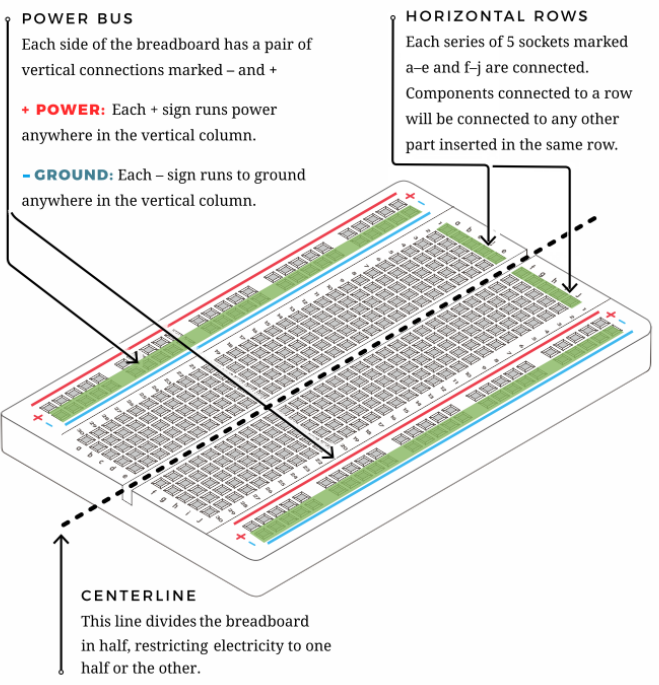 POWER BUS
Each side of the breadboard has a pair of
vertical connections marked – and +
+ POWER: Each + sign runs power
anywhere in the vertical column.
– GROUND: Each – sign runs to ground
anywhere in the vertical column.
HORIZONTAL ROWS
Each series of 5 sockets marked
a–e and f–j are connected.
Components connected to a row
will be connected to any other
part inserted in the same row.
+ –
+ –
+ –
a b c d e
f g h i j
+ –
CENTERLINE
This line divides the breadboard
in half, restricting electricity to one
half or the other.